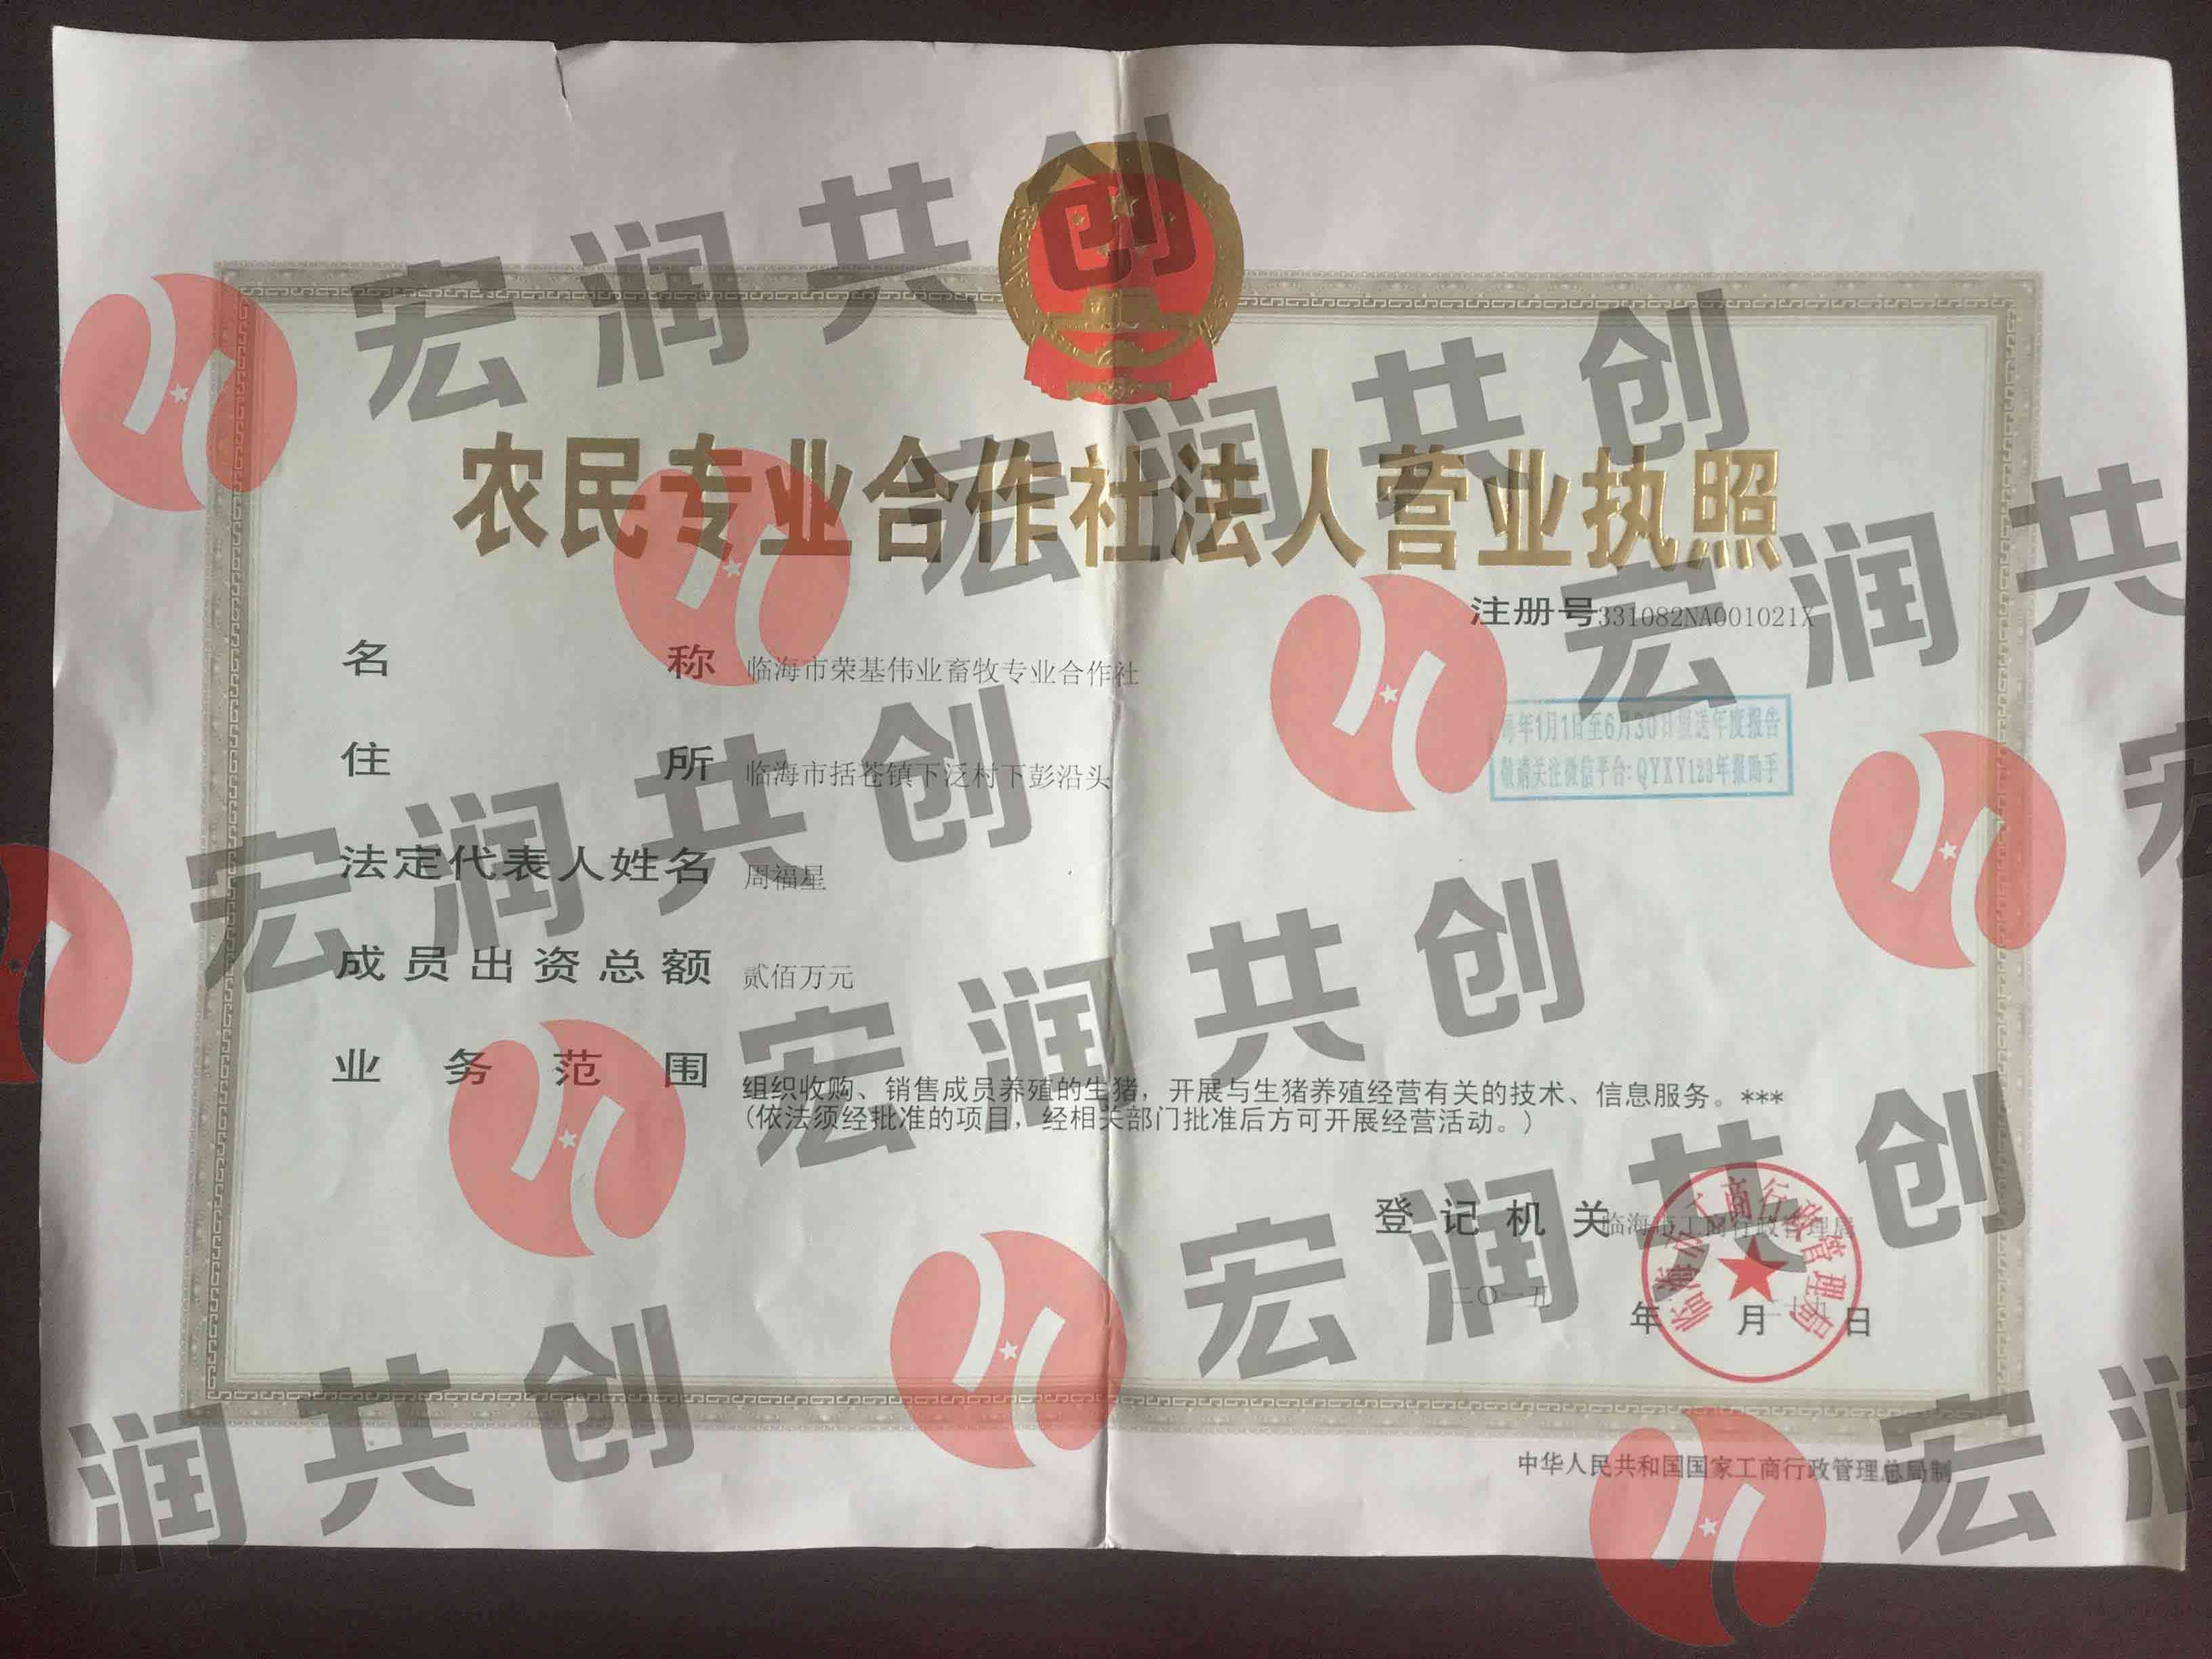 农民专业合作社法人营业执照
注册号331082NA001021X
名称 临海市荣基伟业畜牧专业合作社
每年1月1日至6月30日报送年度报告
敬请关注微信平台:QYXY123年报助手
住所 临海市括苍镇下泛村下彭沿头
法定代表人姓名 周福星
成员出资总额 贰佰万元
业务范围 组织收购、销售成员养殖的生猪，开展与生猪养殖经营有关的技术、信息服务。***
(依法须经批准的项目，经相关部门批准后方可开展经营活动。)
登记机关 临海市工商行政管理局
临海市工商行政管理局
二〇一五年 月 日
中华人民共和国国家工商行政管理总局制
宏润共创
宏润共创
宏润共
宏润共创
宏润共创
宏
宏润共创
润共创
宏润